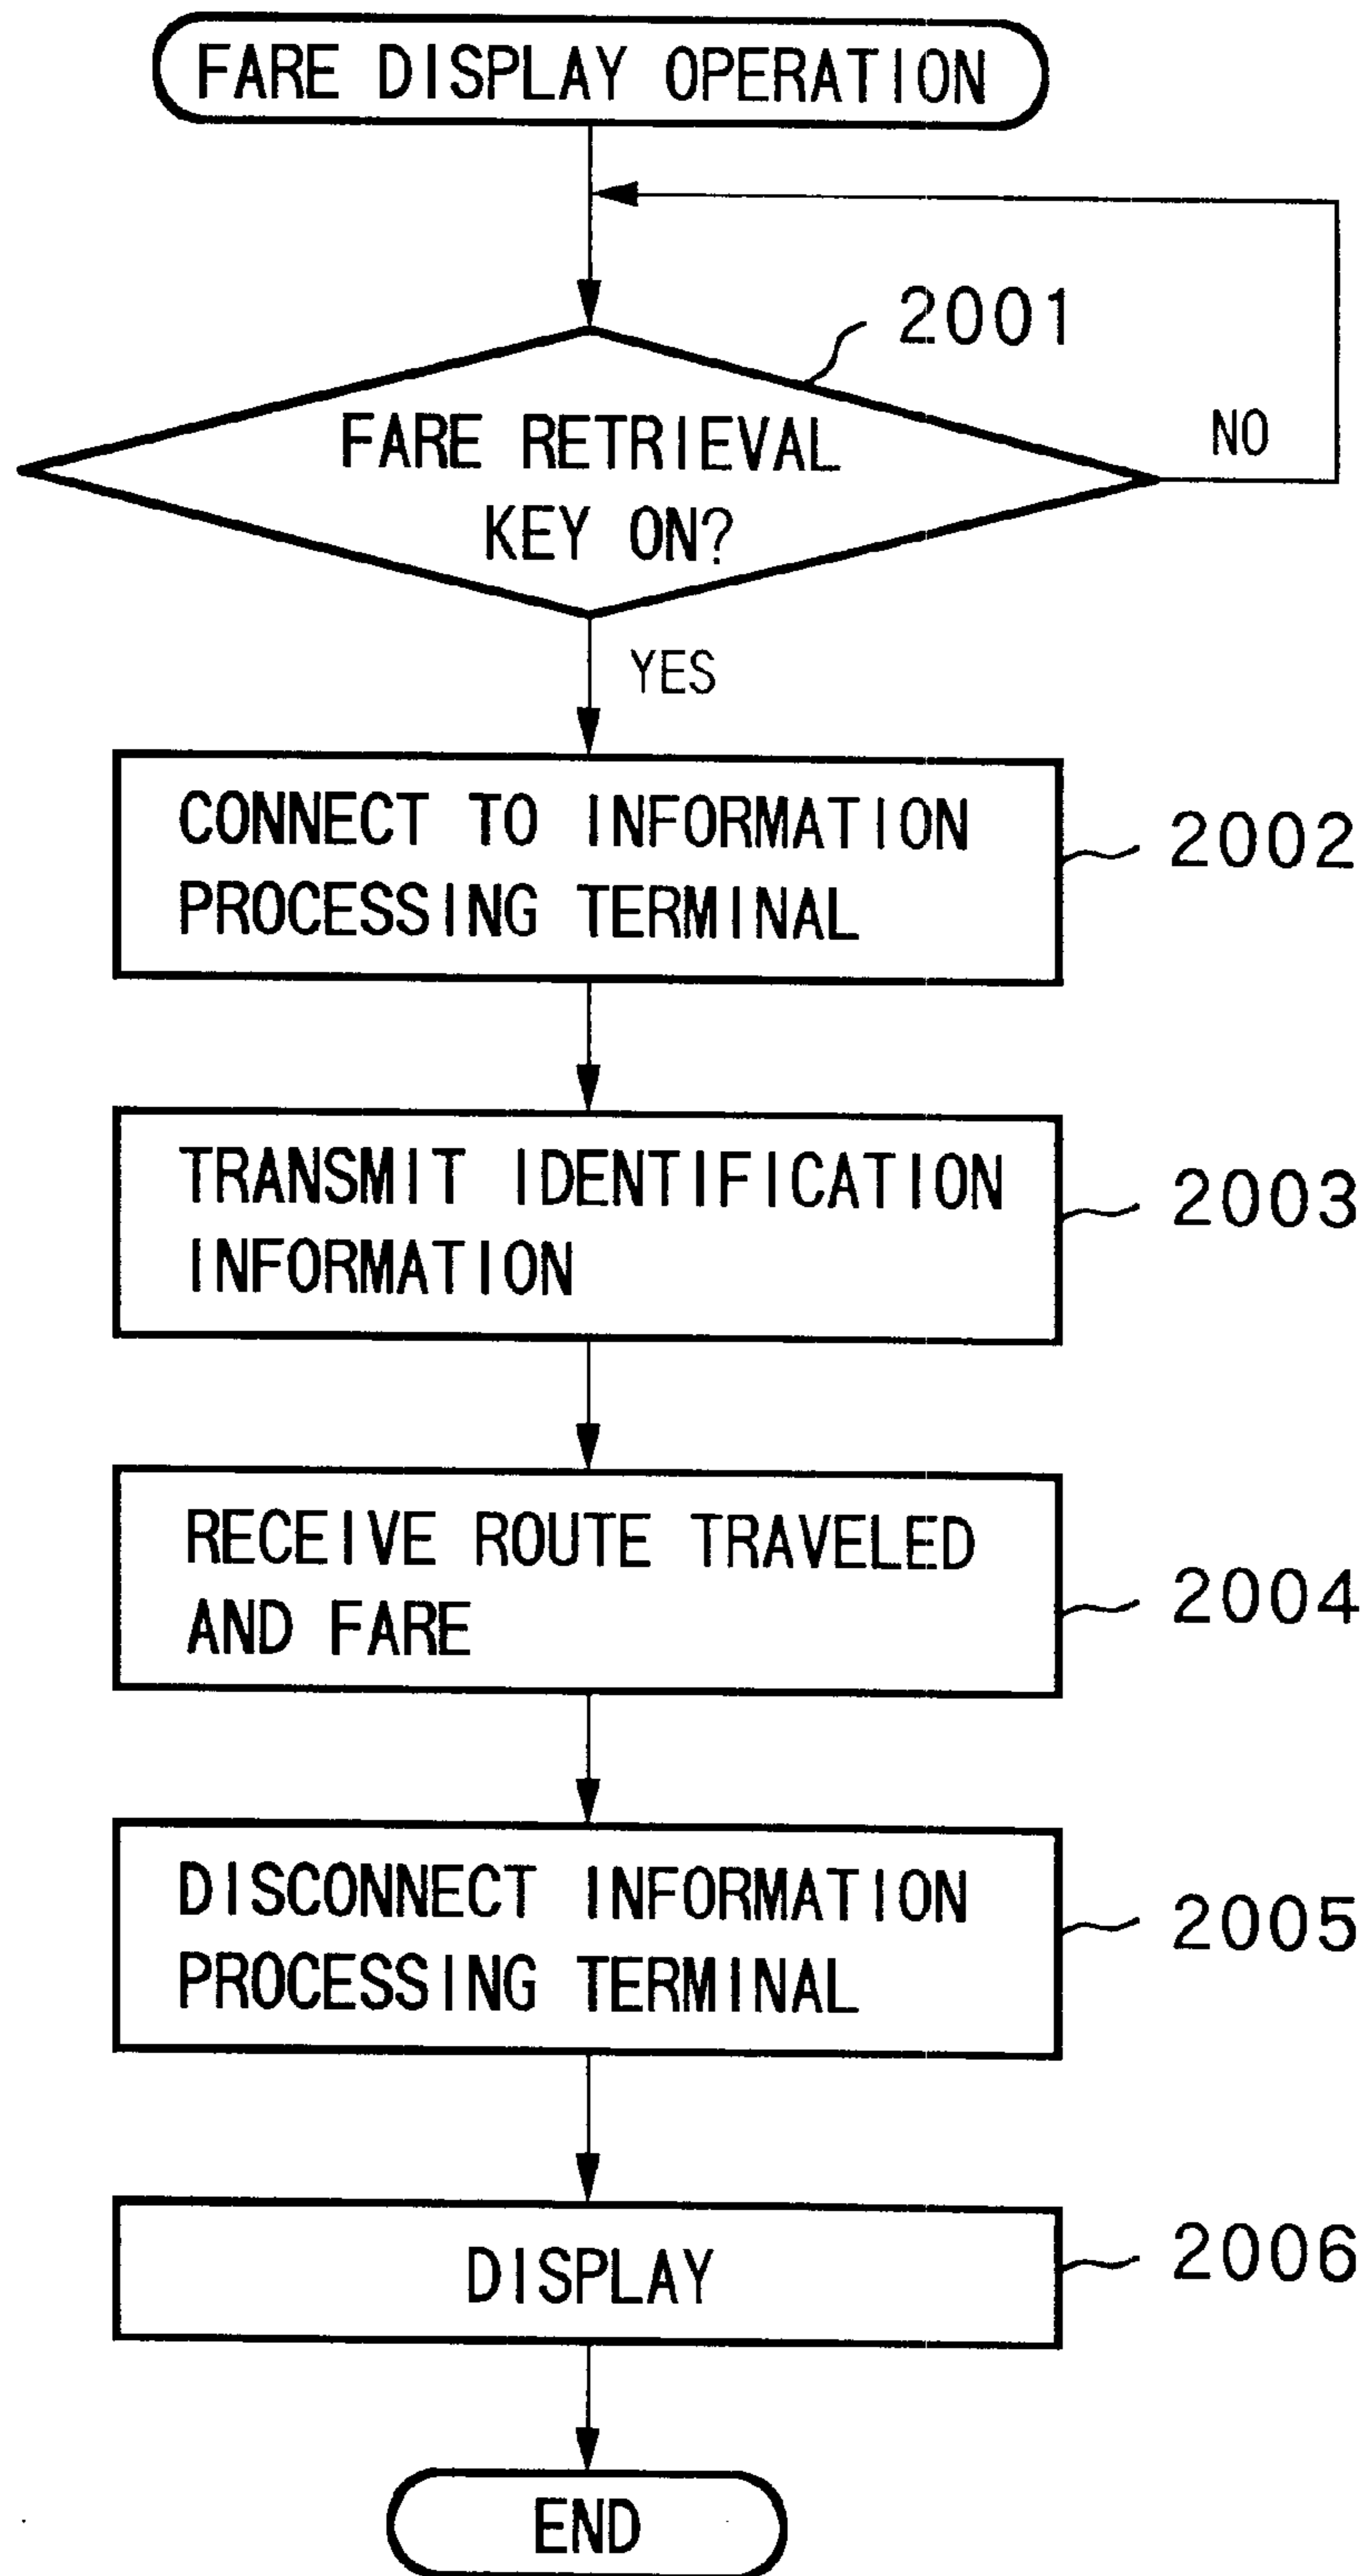 FARE DISPLAY OPERATION
2001
FARE RETRIEVAL
KEY ON?
NO
YES
CONNECT TO INFORMATION
PROCESSING TERMINAL
2002
TRANSMIT IDENTIFICATION
INFORMATION
2003
RECEIVE ROUTE TRAVELED
AND FARE
2004
DISCONNECT INFORMATION
PROCESSING TERMINAL
2005
DISPLAY
2006
END